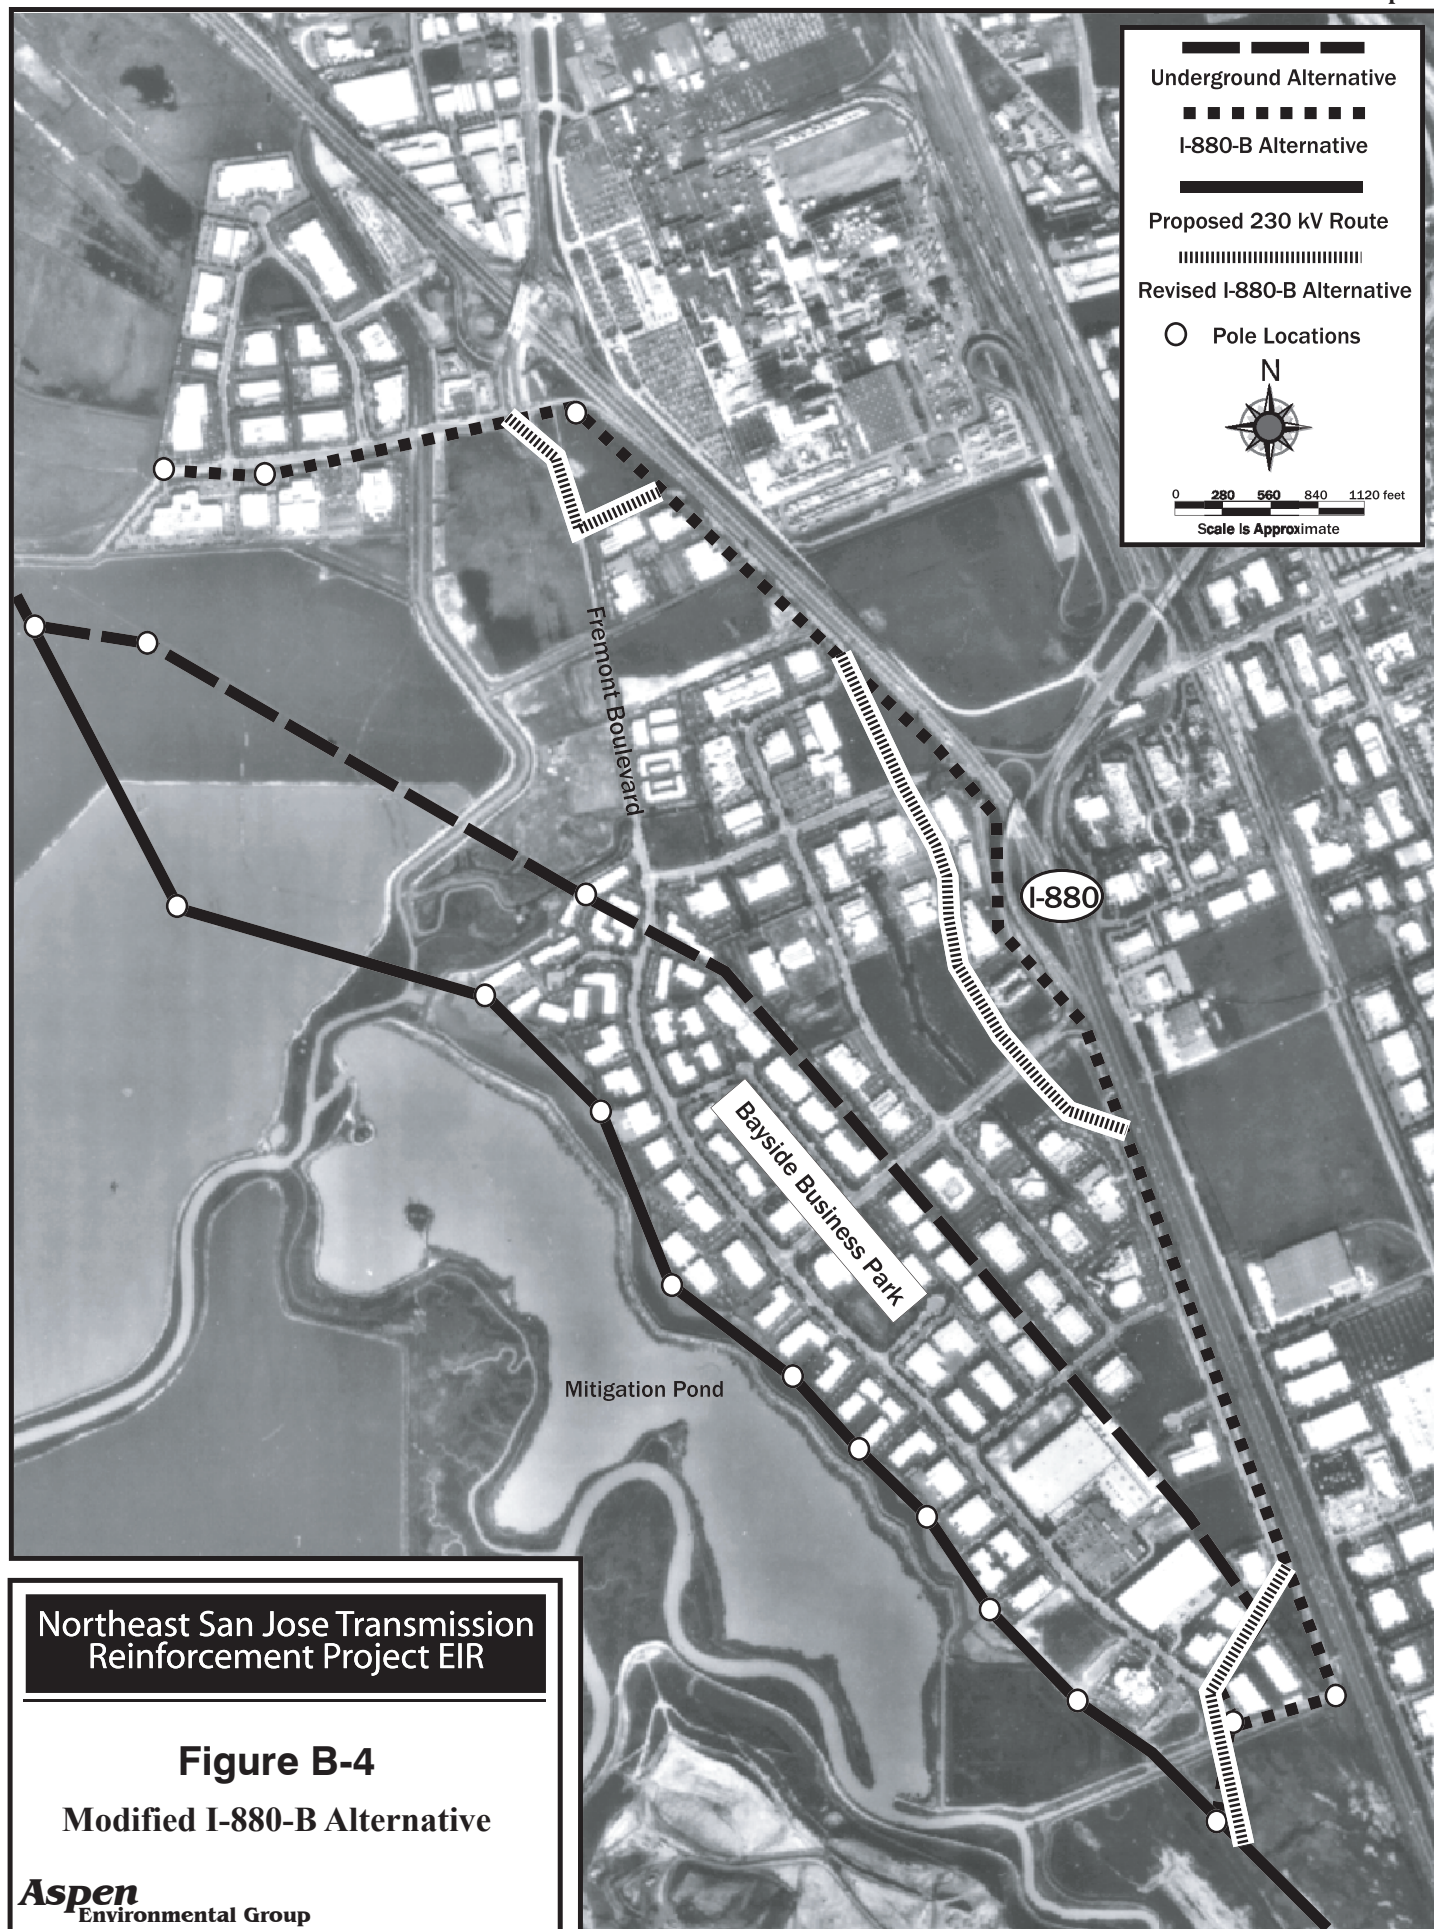 Underground Alternative
I-880-B Alternative
Proposed 230 kV Route
Revised I-880-B Alternative
Pole Locations
N
0 280 560 840 1120 feet
Scale Is Approximate
Fremont Boulevard
I-880
Bayside Business Park
Mitigation Pond
Northeast San Jose Transmission
Reinforcement Project EIR
Figure B-4
Modified I-880-B Alternative
Aspen
Environmental Group